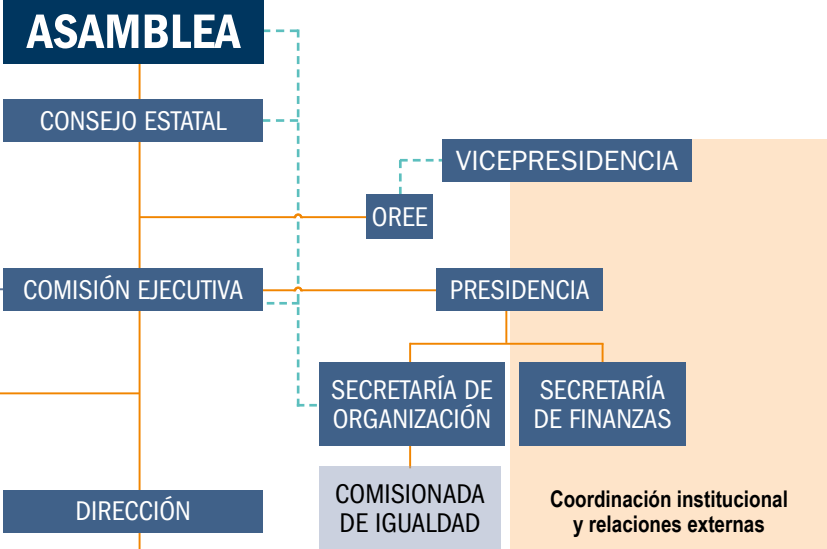 ASAMBLEA
CONSEJO ESTATAL
VICEPRESIDENCIA
OREE
COMISIÓN EJECUTIVA
PRESIDENCIA
SECRETARÍA DE
ORGANIZACIÓN
SECRETARÍA
DE FINANZAS
COMISIONADA
DE IGUALDAD
Coordinación institucional
y relaciones externas
DIRECCIÓN